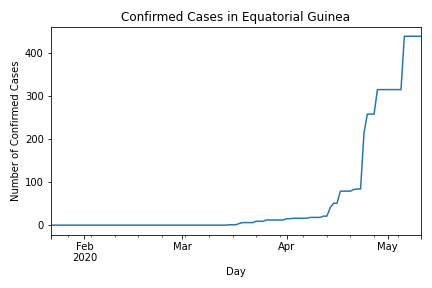 Confirmed Cases in Equatorial Guinea
Number of Confirmed Cases
400
300
200
100
0
Feb Mar Apr May
2020
Day